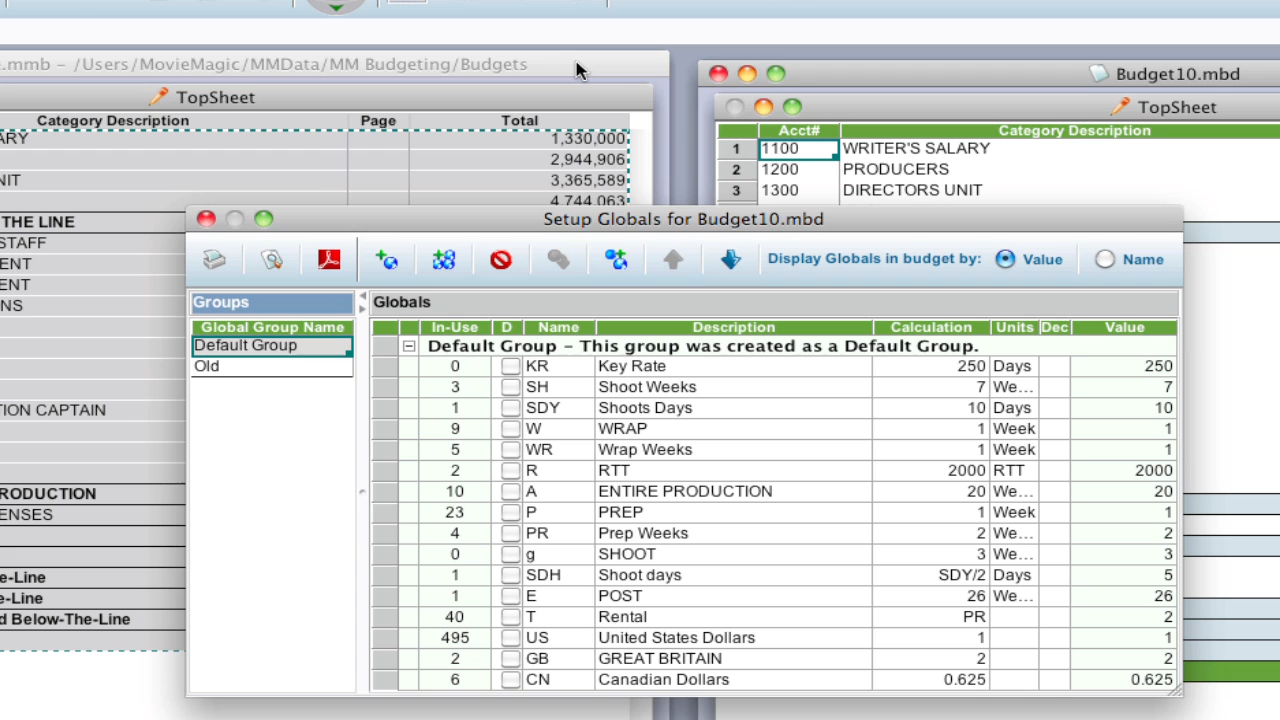 e.mmb – /Users/MovieMagic/MMData/MM Budgeting/Budgets
TopSheet
Category Description Page Total
ARY 1,330,000
2,944,906
NIT 3,365,589
4,744,063
THE LINE
STAFF
ENT
ENT
NS
TION CAPTAIN
RODUCTION
ENSES
e-Line
e-Line
d Below-The-Line
Budget10.mbd
TopSheet
Acct# Category Description
1 1100 WRITER'S SALARY
2 1200 PRODUCERS
3 1300 DIRECTORS UNIT
Setup Globals for Budget10.mbd
Display Globals in budget by: Value Name
Groups
Global Group Name
Default Group
Old
Globals
In-Use D Name Description Calculation Units Dec Value
Default Group – This group was created as a Default Group.
0 KR Key Rate 250 Days 250
3 SH Shoot Weeks 7 We... 7
1 SDY Shoots Days 10 Days 10
9 W WRAP 1 Week 1
5 WR Wrap Weeks 1 Week 1
2 R RTT 2000 RTT 2000
10 A ENTIRE PRODUCTION 20 We... 20
23 P PREP 1 Week 1
4 PR Prep Weeks 2 We... 2
0 g SHOOT 3 We... 3
1 SDH Shoot days SDY/2 Days 5
1 E POST 26 We... 26
40 T Rental PR 2
495 US United States Dollars 1 1
2 GB GREAT BRITAIN 2 2
6 CN Canadian Dollars 0.625 0.625